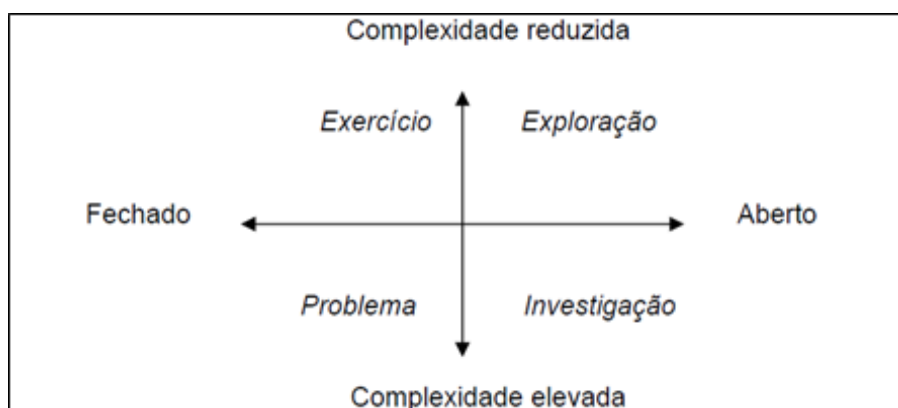 Complexidade reduzida
Exercício Exploração
Fechado Aberto
Problema Investigação
Complexidade elevada